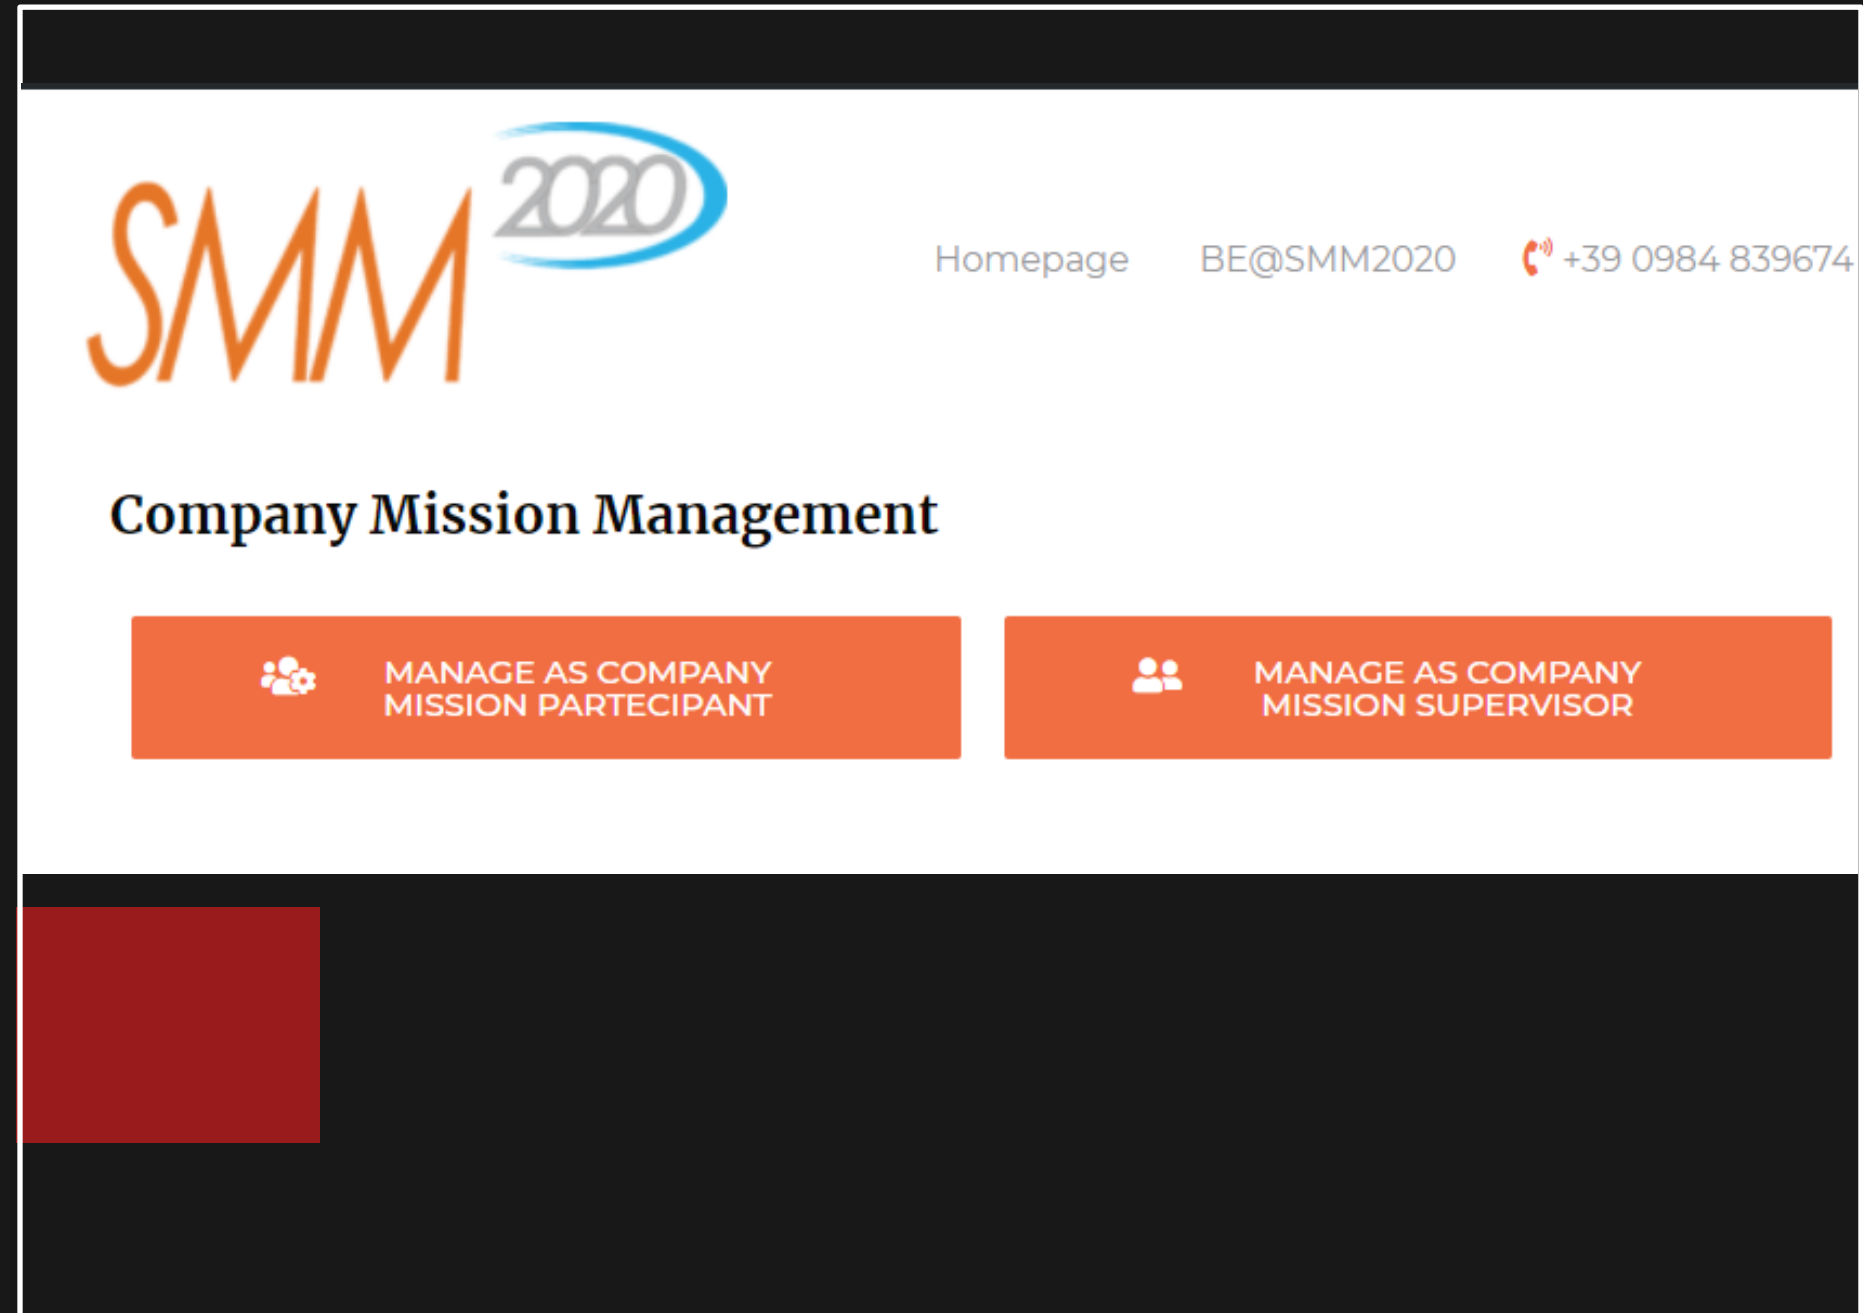 SMM 2020
Homepage BE@SMM2020 +39 0984 839674
Company Mission Management
MANAGE AS COMPANY
MISSION PARTECIPANT
MANAGE AS COMPANY
MISSION SUPERVISOR